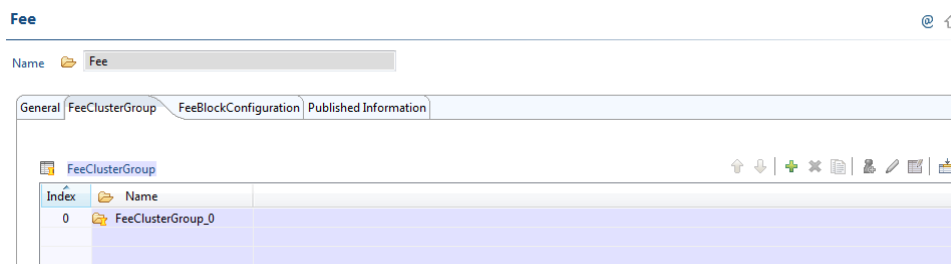 Fee
Name Fee
General FeeClusterGroup FeeBlockConfiguration Published Information
FeeClusterGroup
Index Name
0 FeeClusterGroup_0